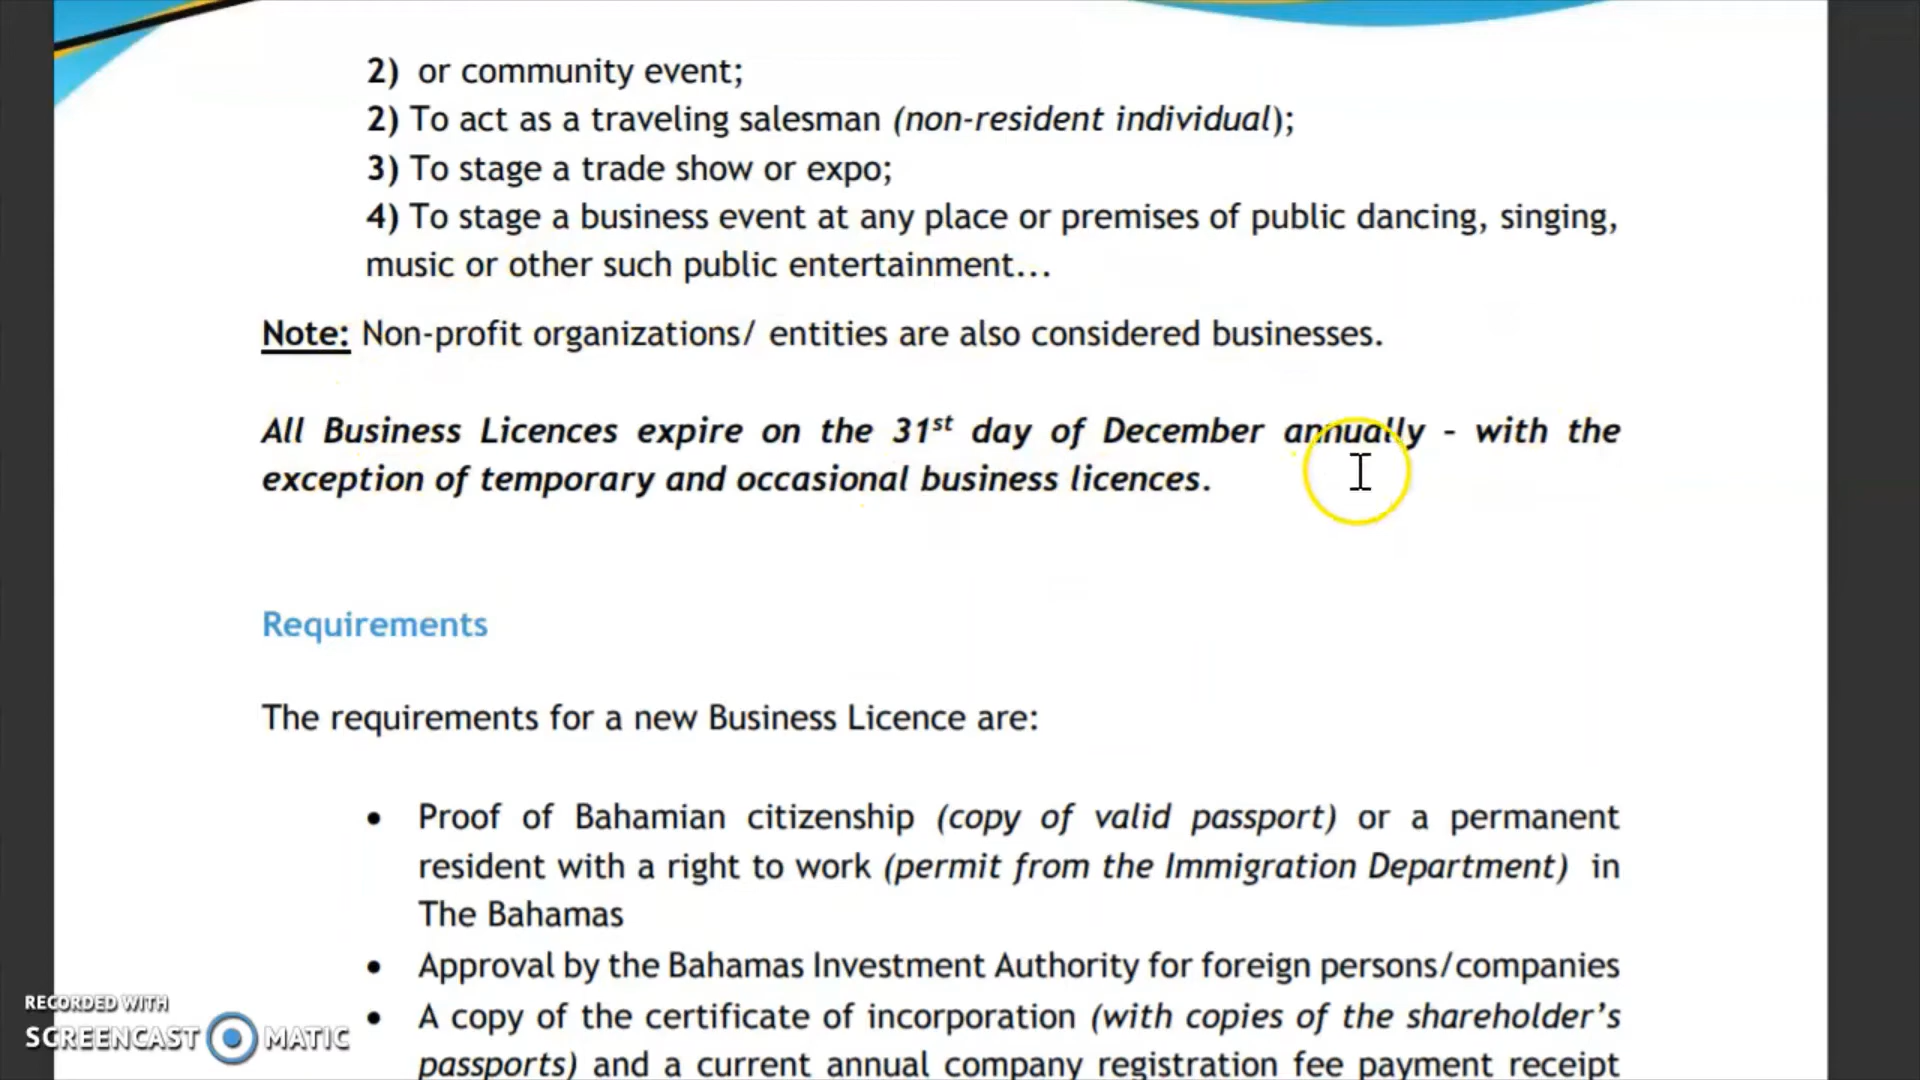 2) or community event;
2) To act as a traveling salesman (non-resident individual);
3) To stage a trade show or expo;
4) To stage a business event at any place or premises of public dancing, singing,
music or other such public entertainment...
Note: Non-profit organizations/ entities are also considered businesses.
All Business Licences expire on the 31st day of December annually - with the
exception of temporary and occasional business licences.
Requirements
The requirements for a new Business Licence are:
• Proof of Bahamian citizenship (copy of valid passport) or a permanent
resident with a right to work (permit from the Immigration Department) in
The Bahamas
• Approval by the Bahamas Investment Authority for foreign persons/companies
• A copy of the certificate of incorporation (with copies of the shareholder's
passports) and a current annual company registration fee payment receipt
RECORDED WITH
SCREENCAST MATIC